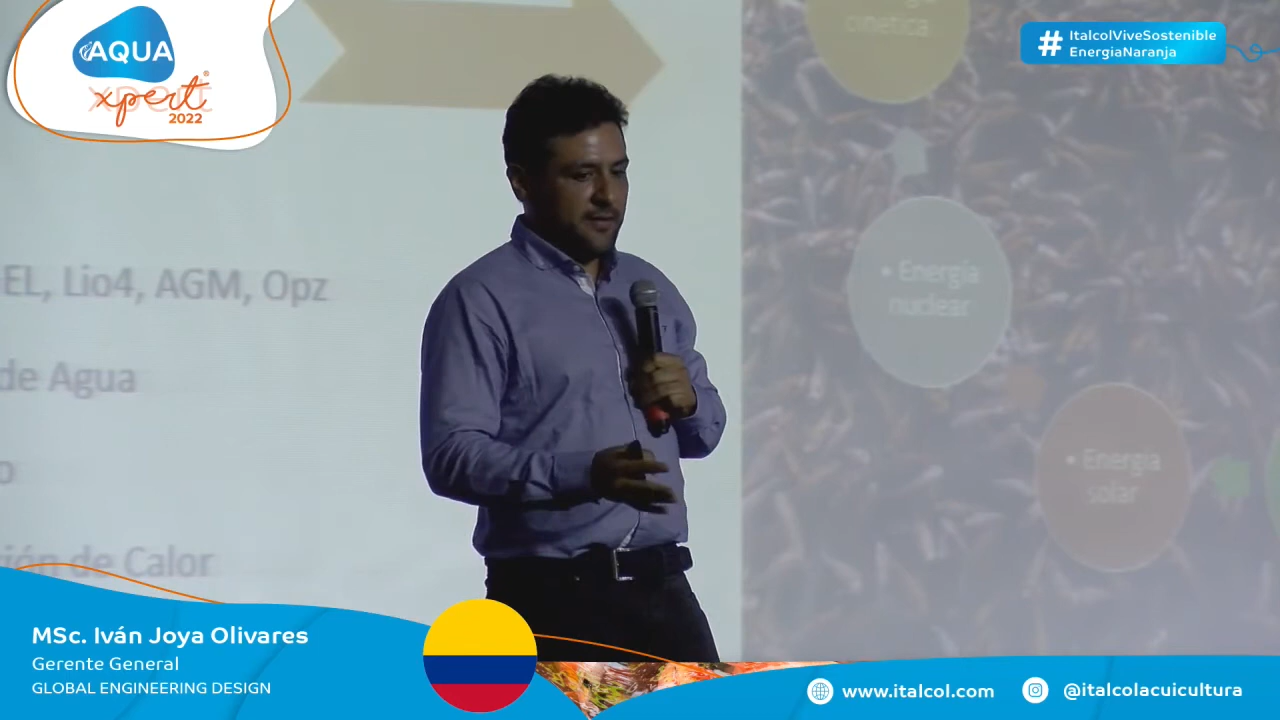 AQUA
xpert
2022
#
ItalcolViveSostenible
EnergiaNaranja
cinética
EL, Lio4, AGM, Opz
• Energía
nuclear
de Agua
• Energía
solar
o
ión de Calor
MSc. Iván Joya Olivares
Gerente General
GLOBAL ENGINEERING DESIGN
www.italcol.com
@italcolacuicultura